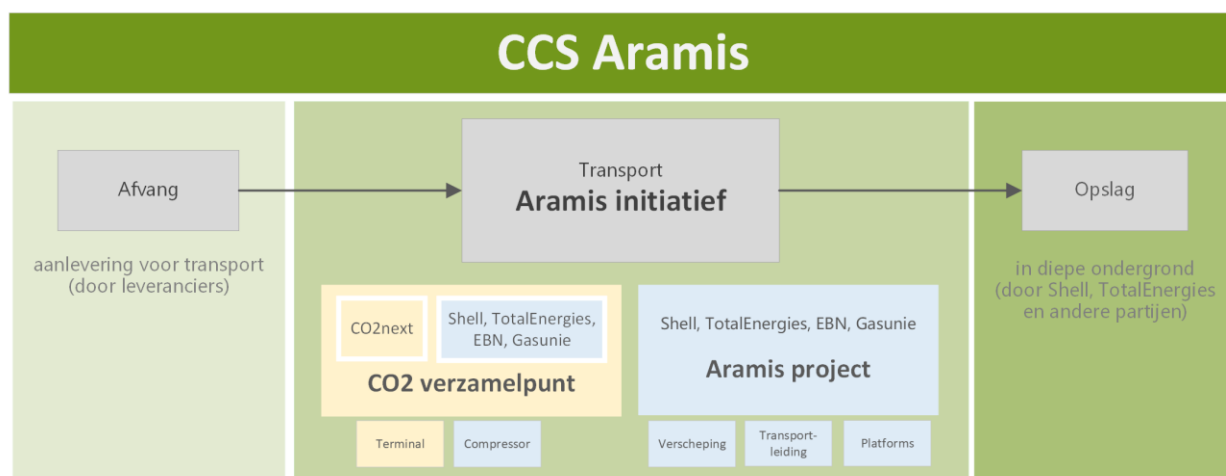 CCS Aramis
Afvang
aanlevering voor transport
(door leveranciers)
Transport
Aramis initiatief
CO2next
Shell, TotalEnergies,
EBN, Gasunie
CO2 verzamelpunt
Terminal
Compressor
Shell, TotalEnergies, EBN, Gasunie
Aramis project
Verscheping
Transport-
leiding
Platforms
Opslag
in diepe ondergrond
(door Shell, TotalEnergies
en andere partijen)